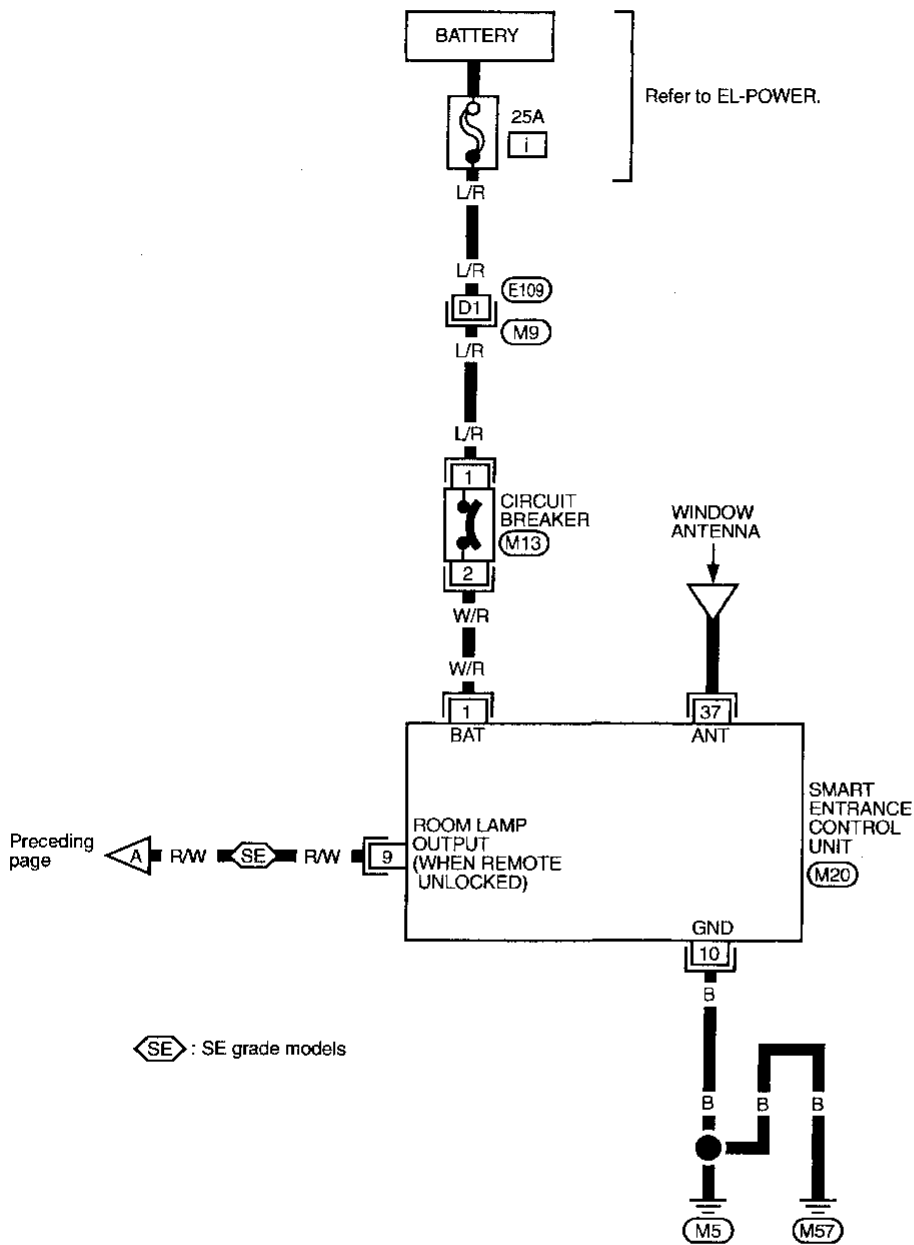 BATTERY
Refer to EL-POWER.
25A
i
L/R
L/R
E109
D1
M9
L/R
L/R
1
CIRCUIT
BREAKER
M13
2
WINDOW
ANTENNA
W/R
W/R
1
37
BAT
ANT
SMART
ENTRANCE
CONTROL
UNIT
M20
Preceding
page
A
R/W
SE
R/W
9
ROOM LAMP
OUTPUT
(WHEN REMOTE
UNLOCKED)
GND
10
B
SE : SE grade models
B
B
B
M5
M57